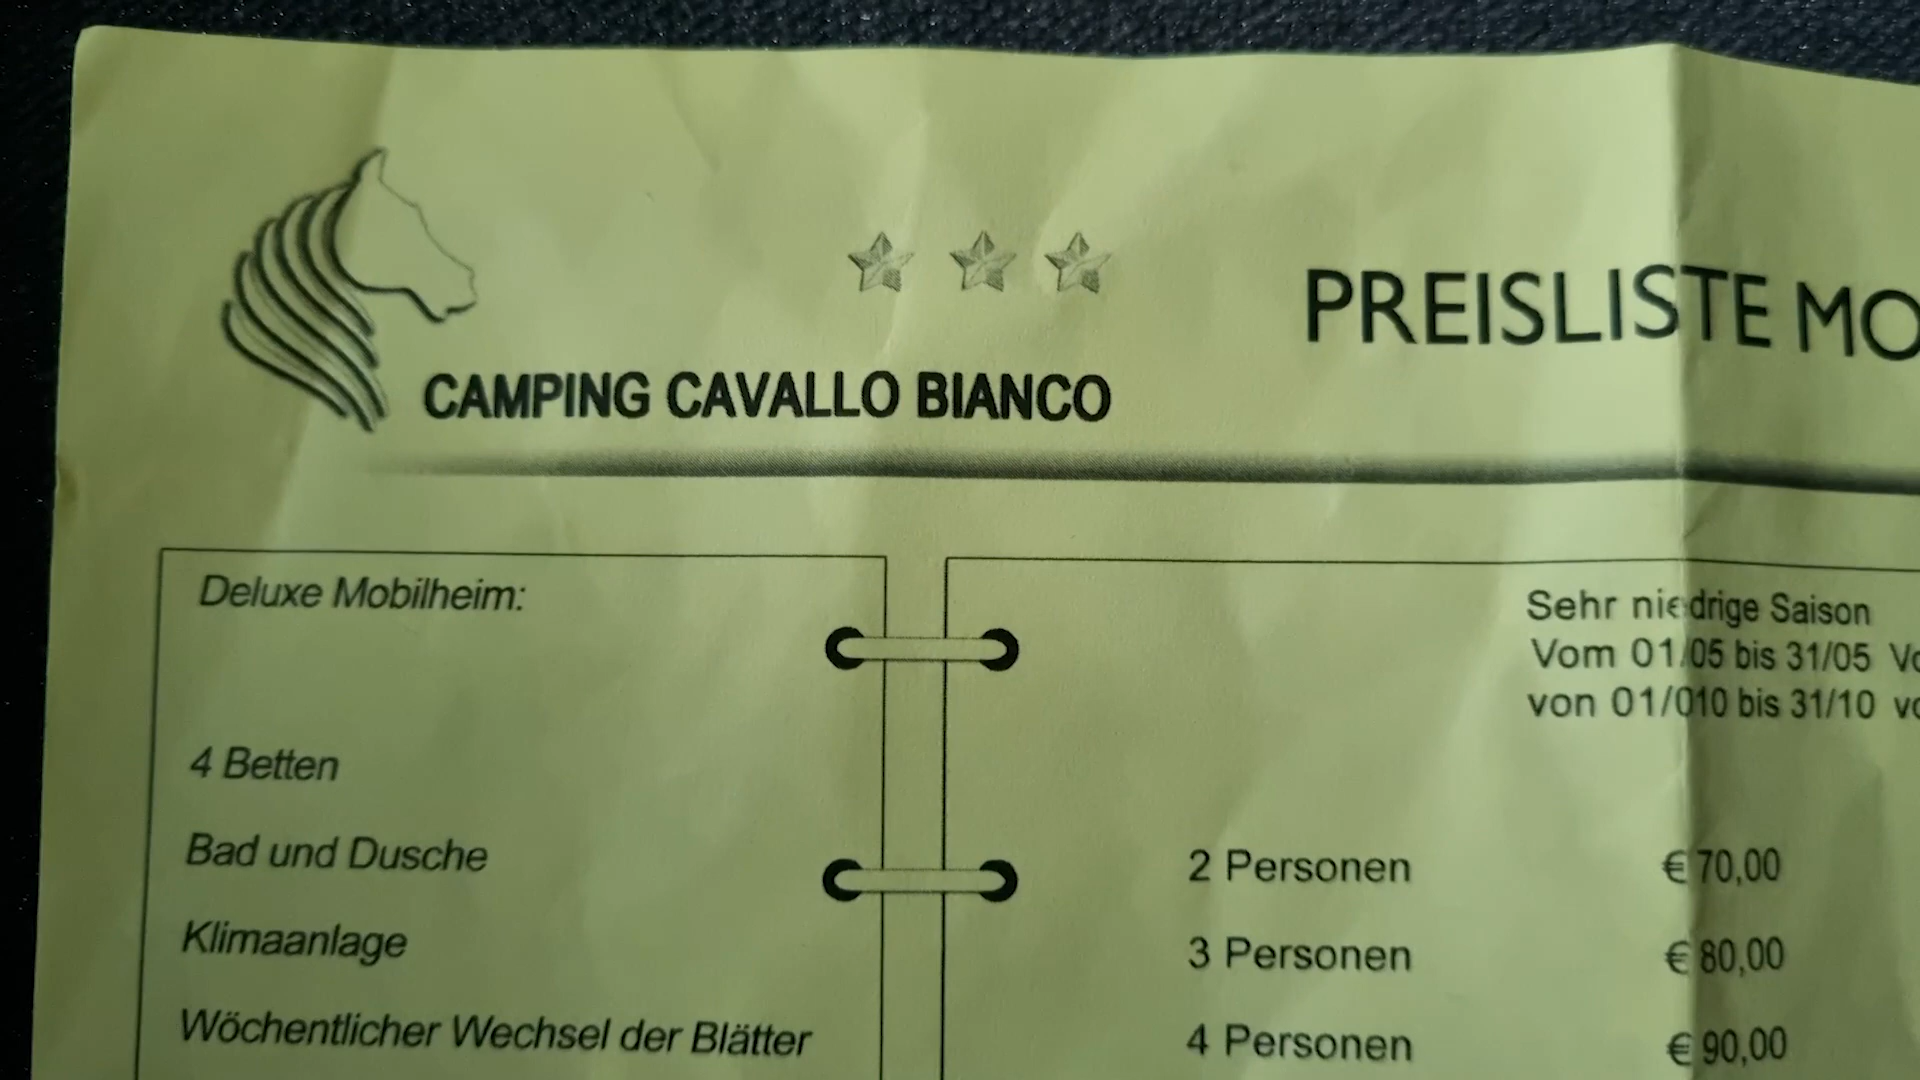 PREISLISTE MO
CAMPING CAVALLO BIANCO
Deluxe Mobilheim:
4 Betten
Bad und Dusche
Klimaanlage
Wöchentlicher Wechsel der Blätter
Sehr niedrige Saison
Vom 01/05 bis 31/05
von 01/010 bis 31/10
2 Personen € 70,00
3 Personen € 80,00
4 Personen € 90,00